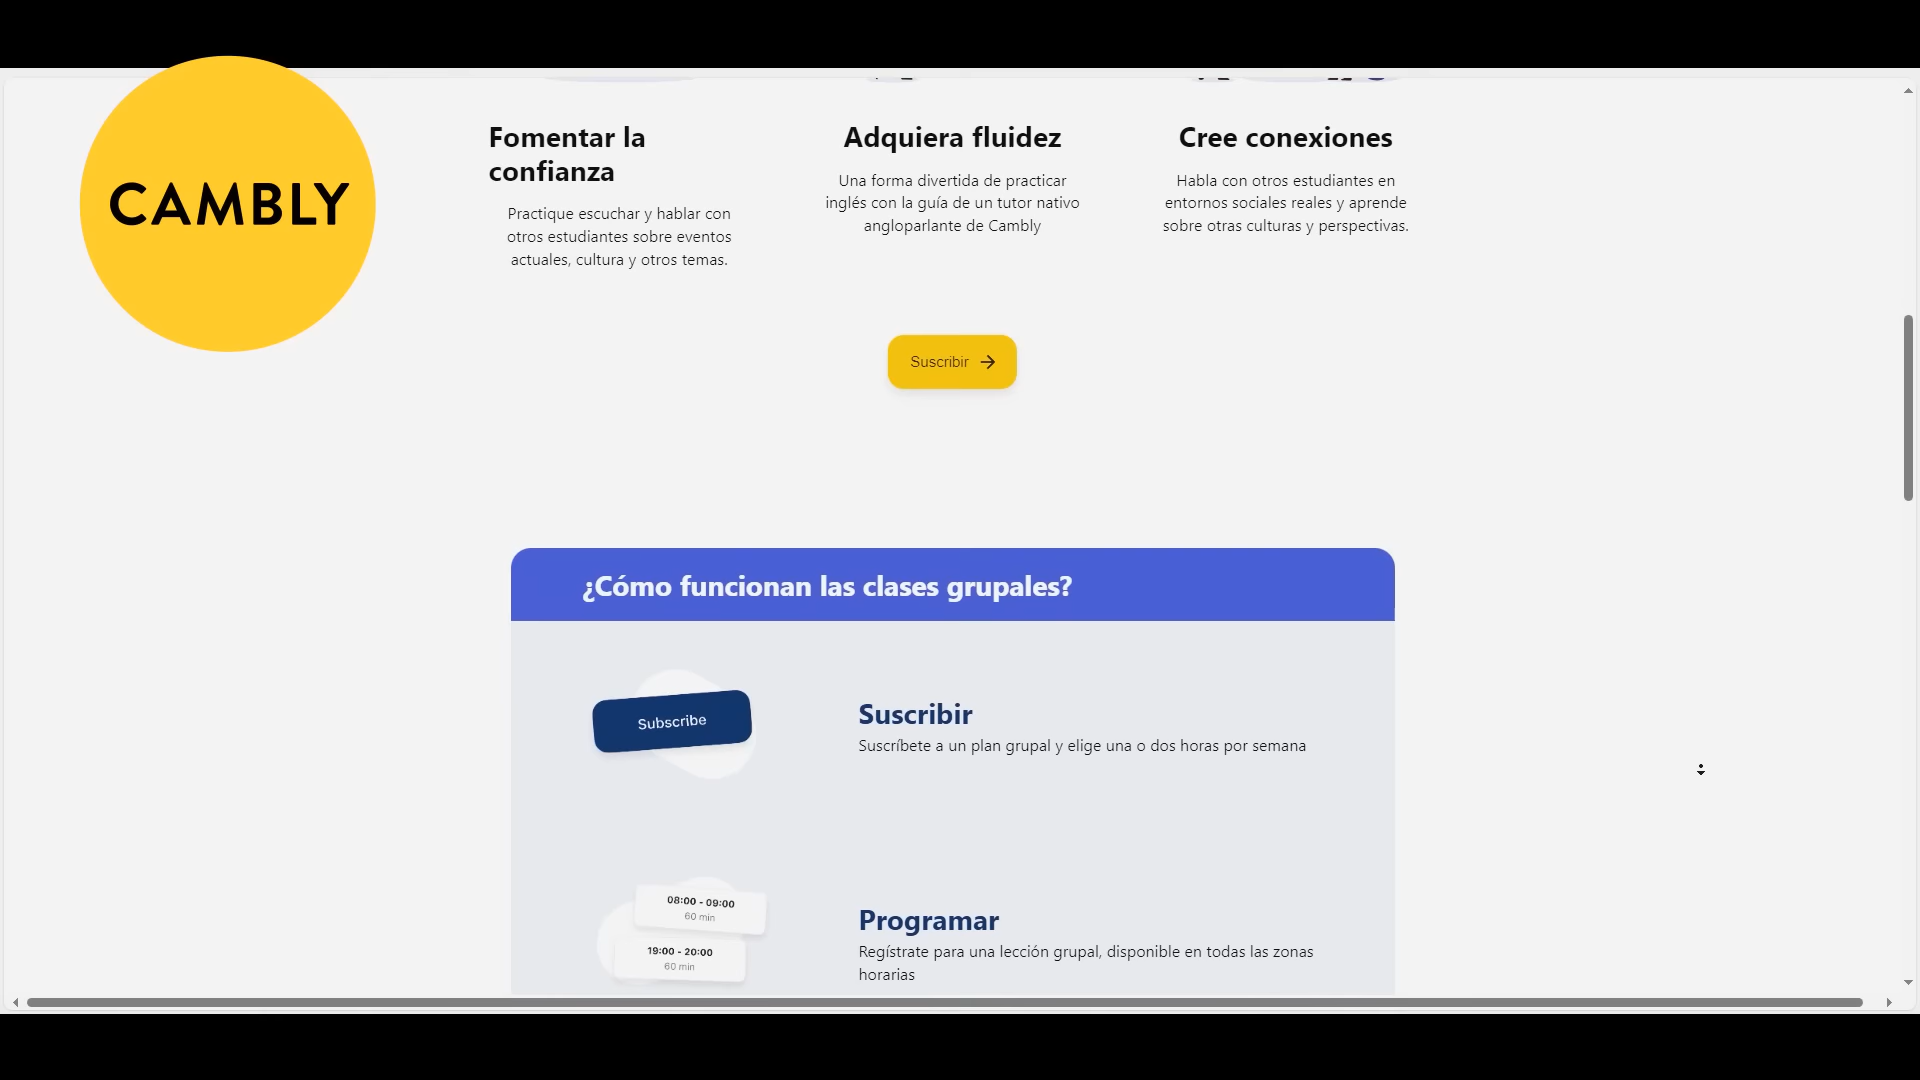 CAMBLY
Fomentar la
confianza
Practique escuchar y hablar con
otros estudiantes sobre eventos
actuales, cultura y otros temas.
Adquiera fluidez
Una forma divertida de practicar
inglés con la guía de un tutor nativo
angloparlante de Cambly
Cree conexiones
Habla con otros estudiantes en
entornos sociales reales y aprende
sobre otras culturas y perspectivas.
Suscribir
¿Cómo funcionan las clases grupales?
Subscribe
Suscribir
Suscríbete a un plan grupal y elige una o dos horas por semana
08:00 - 09:00
60 min
19:00 - 20:00
60 min
Programar
Regístrate para una lección grupal, disponible en todas las zonas
horarias